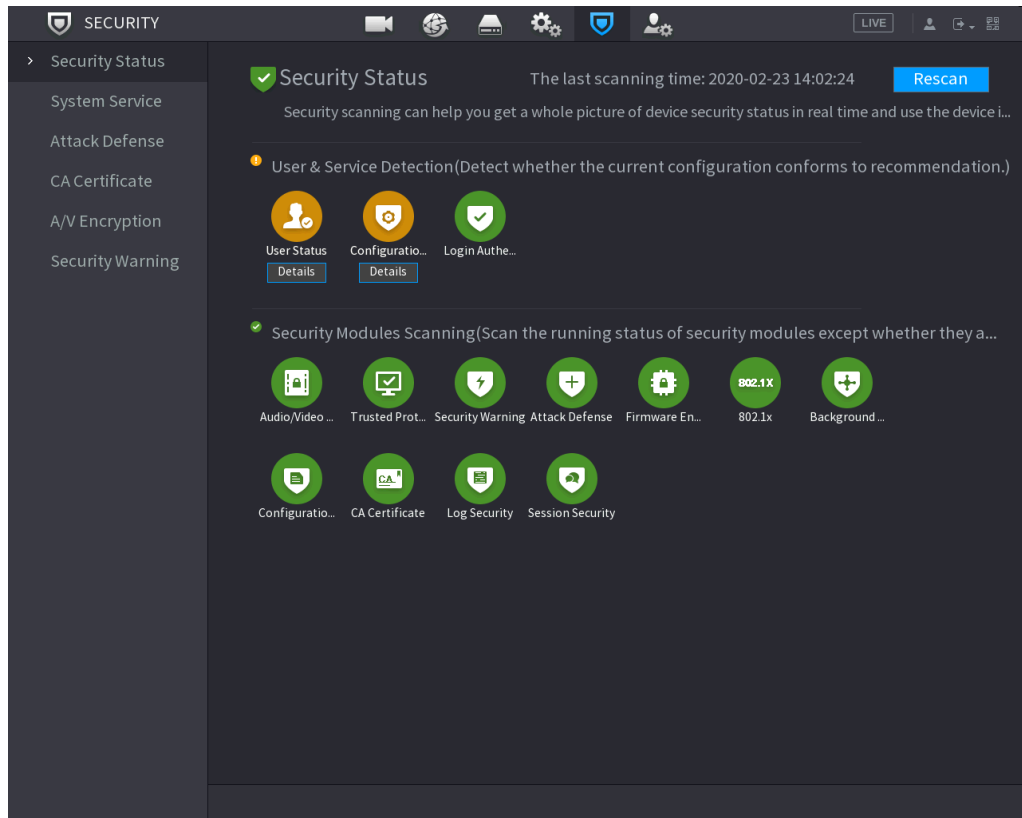 SECURITY
LIVE
Security Status
System Service
Attack Defense
CA Certificate
A/V Encryption
Security Warning
Security Status
The last scanning time: 2020-02-23 14:02:24
Rescan
Security scanning can help you get a whole picture of device security status in real time and use the device i...
User & Service Detection(Detect whether the current configuration conforms to recommendation.)
User Status
Configuratio...
Login Authe...
Details
Details
Security Modules Scanning(Scan the running status of security modules except whether they a...
802.1X
Audio/Video ...
Trusted Prot...
Security Warning
Attack Defense
Firmware En...
802.1x
Background ...
CA
Configuratio...
CA Certificate
Log Security
Session Security